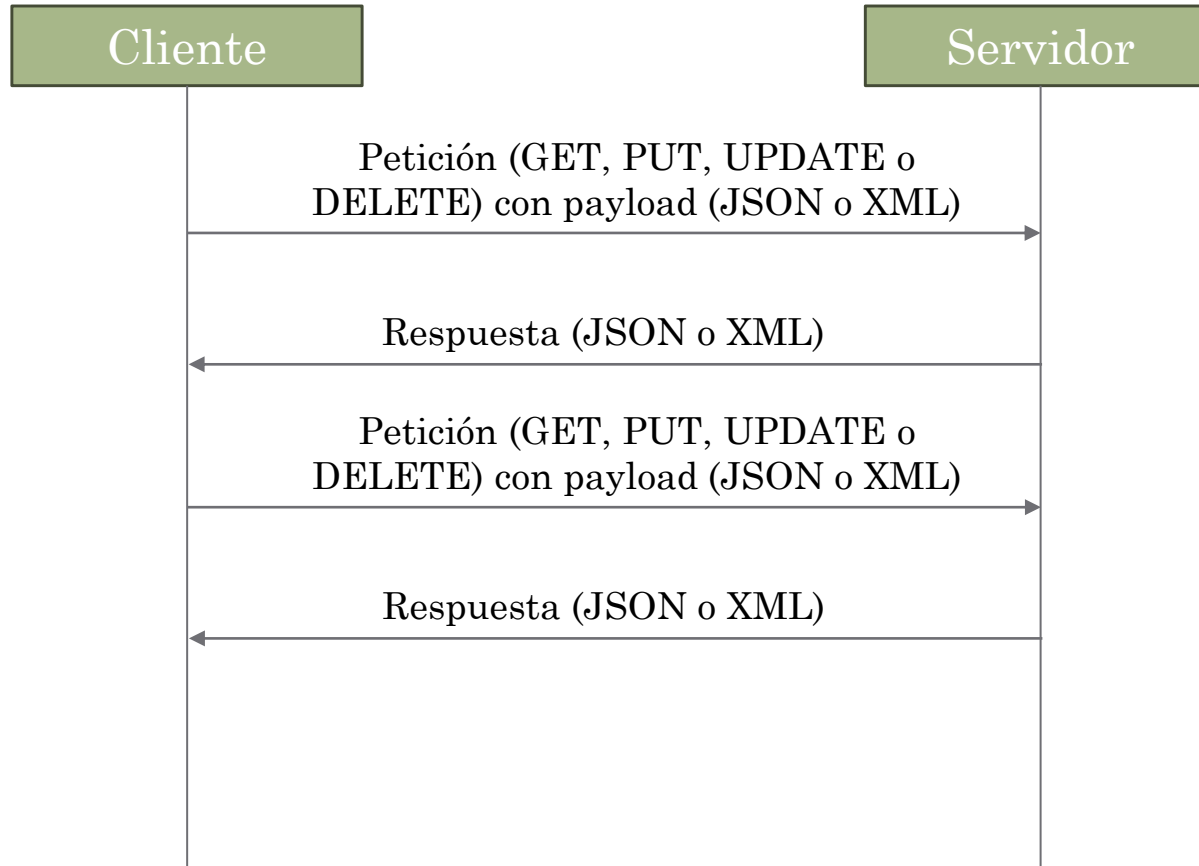 Cliente
Servidor
Petición (GET, PUT, UPDATE o
DELETE) con payload (JSON o XML)
Respuesta (JSON o XML)
Petición (GET, PUT, UPDATE o
DELETE) con payload (JSON o XML)
Respuesta (JSON o XML)